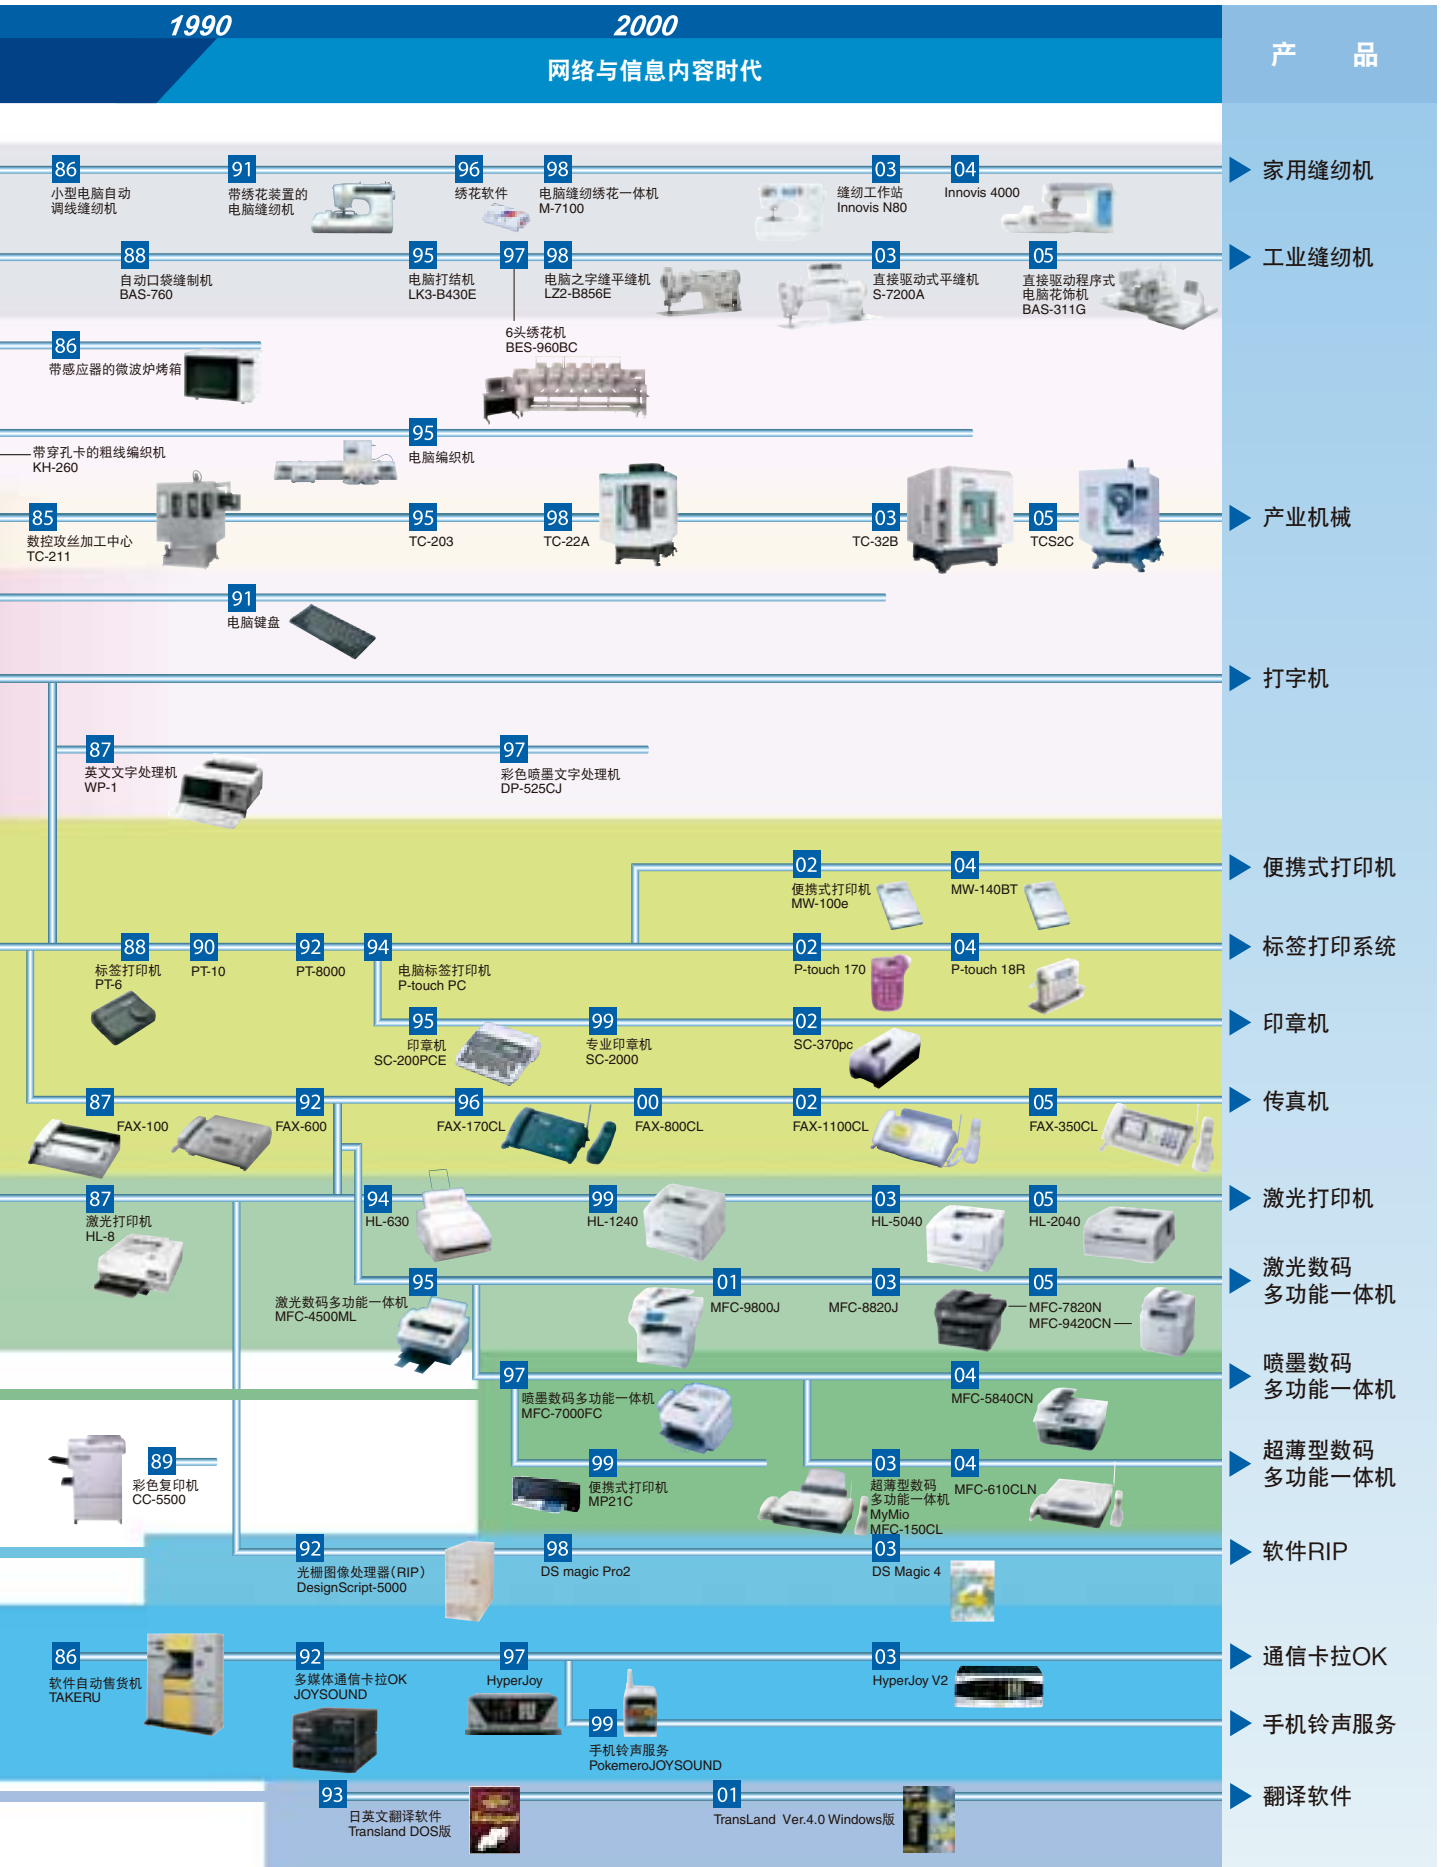 1990
2000
网络与信息内容时代
产 品
86
小型电脑自动
调线缝纫机
91
带绣花装置的
电脑缝纫机
96
绣花软件
98
电脑缝纫绣花一体机
M-7100
03
缝纫工作站
Innovis N80
04
Innovis 4000
家用缝纫机
88
自动口袋缝制机
BAS-760
95
电脑打结机
LK3-B430E
97
6头绣花机
BES-960BC
98
电脑之字缝平缝机
LZ2-B856E
03
直接驱动式平缝机
S-7200A
05
直接驱动程序式
电脑花饰机
BAS-311G
工业缝纫机
86
带感应器的微波炉烤箱
带穿孔卡的粗线编织机
KH-260
95
电脑编织机
85
数控攻丝加工中心
TC-211
95
TC-203
98
TC-22A
03
TC-32B
05
TCS2C
产业机械
91
电脑键盘
打字机
87
英文文字处理机
WP-1
97
彩色喷墨文字处理机
DP-525CJ
02
便携式打印机
MW-100e
04
MW-140BT
便携式打印机
88
标签打印机
PT-6
90
PT-10
92
PT-8000
94
电脑标签打印机
P-touch PC
02
P-touch 170
04
P-touch 18R
标签打印系统
95
印章机
SC-200PCE
99
专业印章机
SC-2000
02
SC-370pc
印章机
87
FAX-100
92
FAX-600
96
FAX-170CL
00
FAX-800CL
02
FAX-1100CL
05
FAX-350CL
传真机
87
激光打印机
HL-8
94
HL-630
99
HL-1240
03
HL-5040
05
HL-2040
激光打印机
95
激光数码多功能一体机
MFC-4500ML
01
MFC-9800J
03
MFC-8820J
05
MFC-7820N
MFC-9420CN
激光数码
多功能一体机
97
喷墨数码多功能一体机
MFC-7000FC
04
MFC-5840CN
喷墨数码
多功能一体机
89
彩色复印机
CC-5500
99
便携式打印机
MP21C
03
超薄型数码
多功能一体机
MyMio
MFC-150CL
04
MFC-610CLN
超薄型数码
多功能一体机
92
光栅图像处理器（RIP）
DesignScript-5000
98
DS magic Pro2
03
DS Magic 4
软件RIP
86
软件自动售货机
TAKERU
92
多媒体通信卡拉OK
JOYSOUND
97
HyperJoy
03
HyperJoy V2
通信卡拉OK
99
手机铃声服务
PokemeroJOYSOUND
手机铃声服务
93
日英文翻译软件
Transland DOS版
01
TransLand Ver.4.0 Windows版
翻译软件